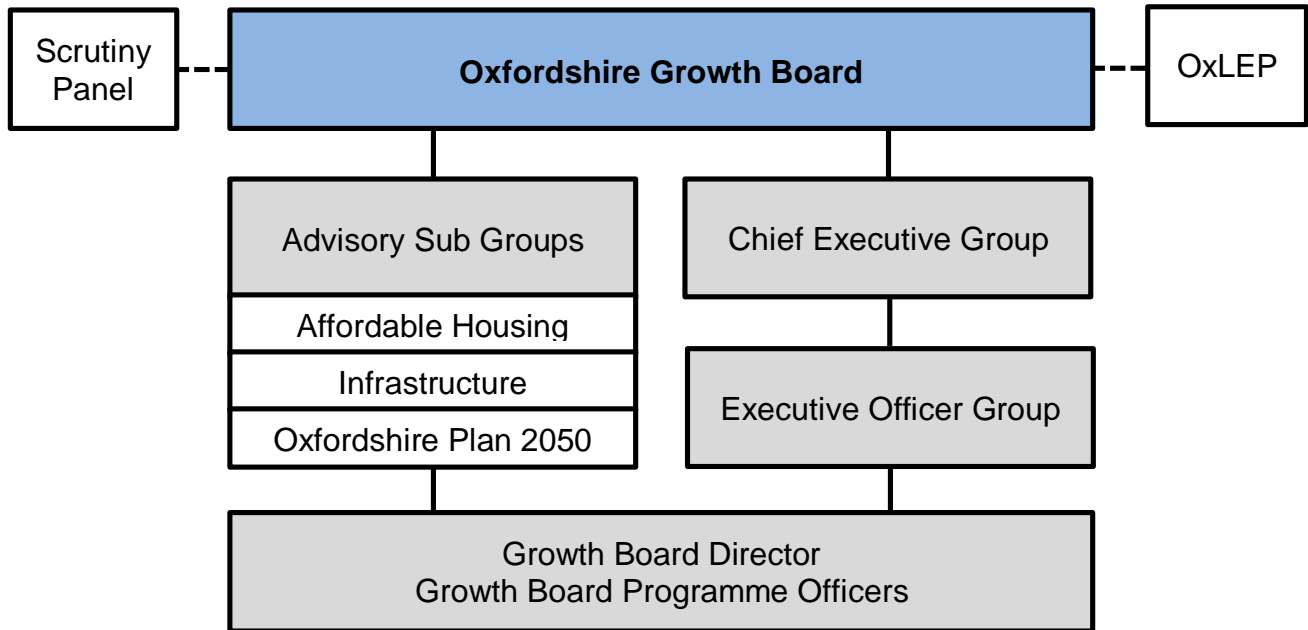 Scrutiny
Panel
Oxfordshire Growth Board
OxLEP
Advisory Sub Groups
Affordable Housing
Infrastructure
Oxfordshire Plan 2050
Chief Executive Group
Executive Officer Group
Growth Board Director
Growth Board Programme Officers